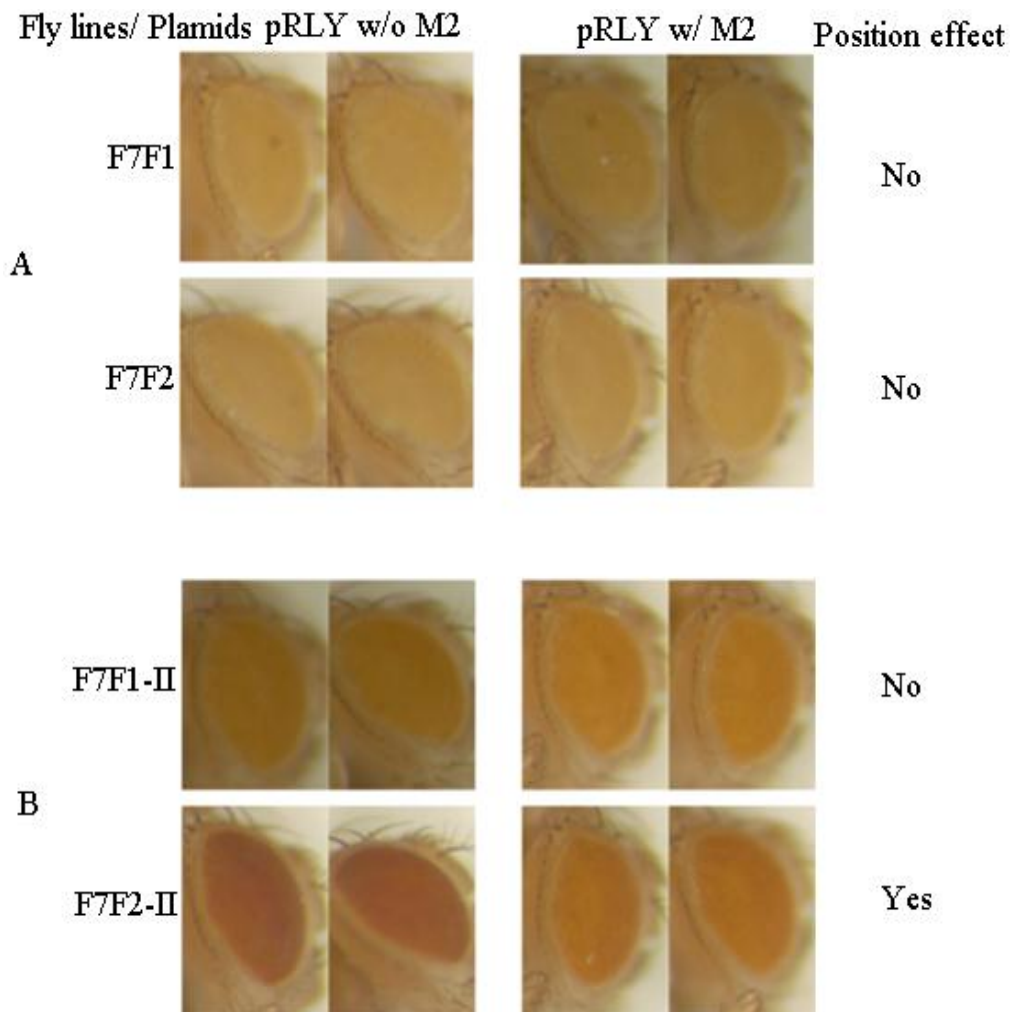 Fly lines/ Plamids pRLY w/o M2 pRLY w/ M2 Position effect
F7F1 No
A
F7F2 No
F7F1-II No
B
F7F2-II Yes